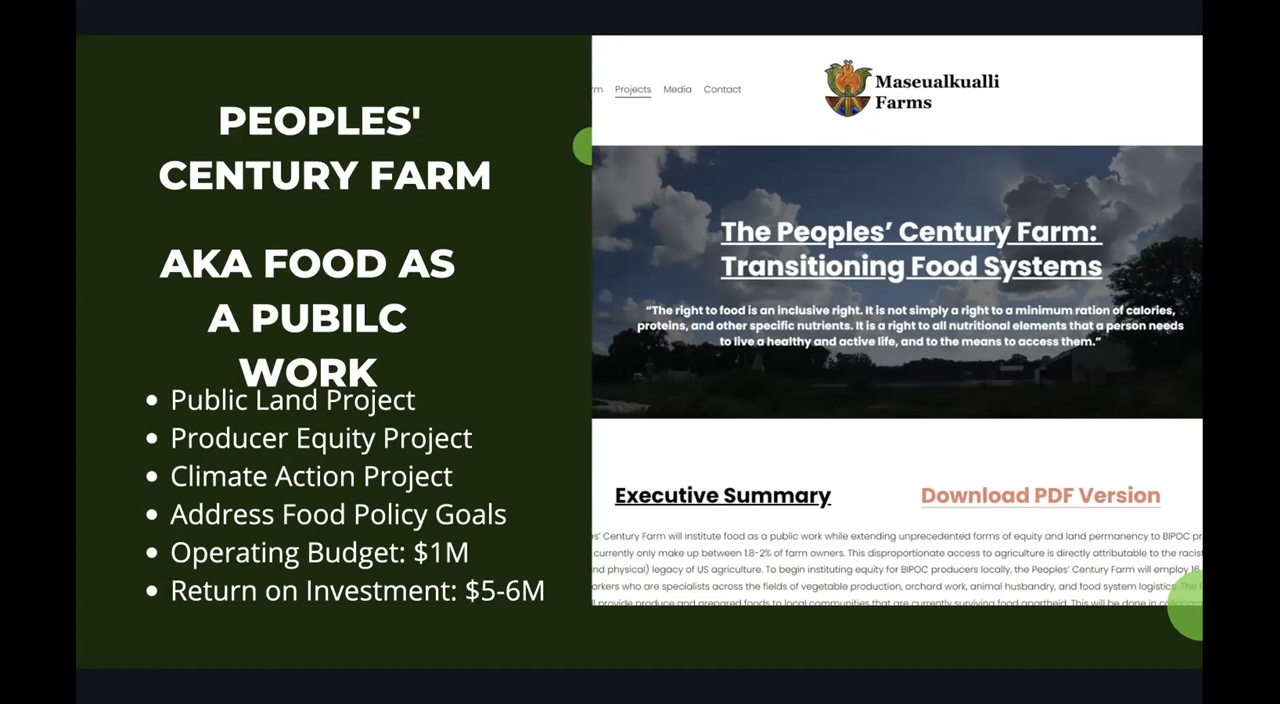 PEOPLES'
CENTURY FARM
AKA FOOD AS
A PUBILC
WORK
• Public Land Project
• Producer Equity Project
• Climate Action Project
• Address Food Policy Goals
• Operating Budget: $1M
• Return on Investment: $5-6M
rm Projects Media Contact
Maseualkualli
Farms
The Peoples’ Century Farm:
Transitioning Food Systems
“The right to food is an inclusive right. It is not simply a right to a minimum ration of calories,
proteins, and other specific nutrients. It is a right to all nutritional elements that a person needs
to live a healthy and active life, and to the means to access them.”
Executive Summary
Download PDF Version
es' Century Farm will institute food as a public work while extending unprecedented forms of equity and land permanency to BIPOC pr
currently only make up between 1.8-2% of farm owners. This disproportionate access to agriculture is directly attributable to the racist
nd physical) legacy of US agriculture. To begin instituting equity for BIPOC producers locally, the Peoples' Century Farm will employ 16
orkers who are specialists across the fields of vegetable production, orchard work, animal husbandry, and food system logistics. The
ll provide produce and prepared foods to local communities that are currently surviving food apartheid. This will be done in